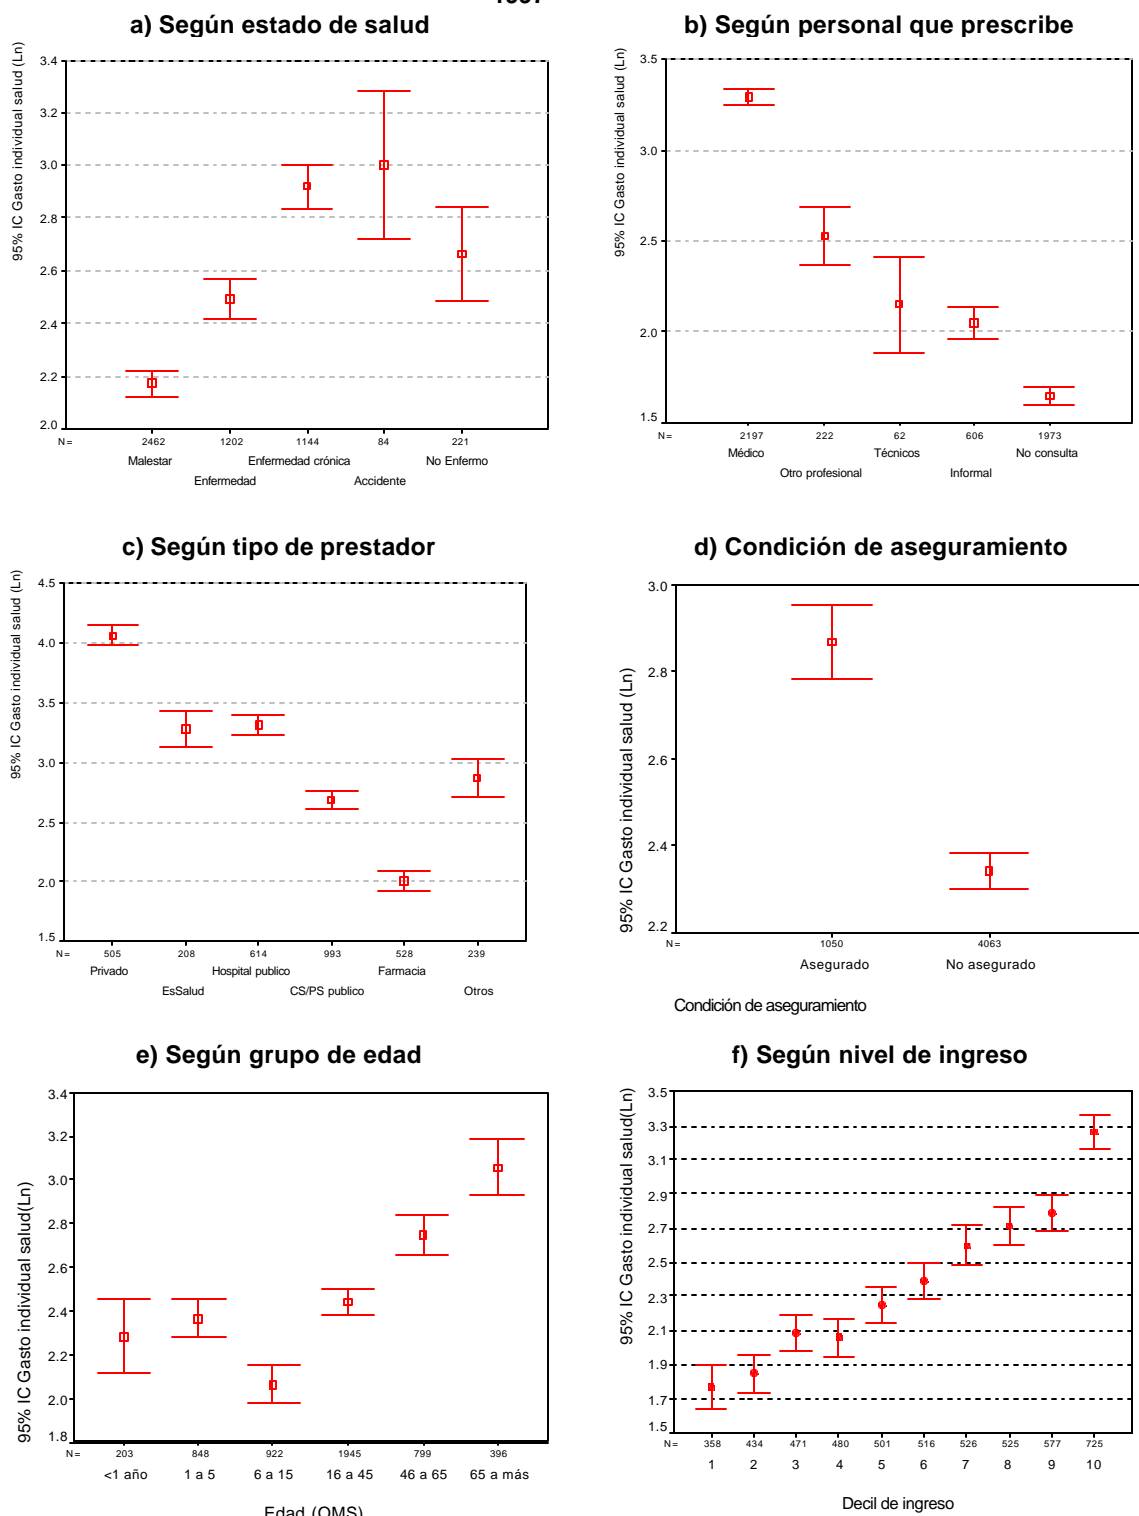 a) Según estado de salud
95% IC Gasto individual salud (Ln)
3.4
3.2
3.0
2.8
2.6
2.4
2.2
2.0
N= 2462 1202 1144 84 221
Malestar Enfermedad crónica No Enfermo
Enfermedad Accidente
b) Según personal que prescribe
95% IC Gasto individual salud (Ln)
3.5
3.0
2.5
2.0
1.5
N= 2197 222 62 606 1973
Médico Técnicos No consulta
Otro profesional Informal
c) Según tipo de prestador
95% IC Gasto individual salud (Ln)
4.5
4.0
3.5
3.0
2.5
2.0
1.5
N= 505 208 614 993 528 239
Privado Hospital publico Farmacia
EsSalud CS/PS publico Otros
d) Condición de aseguramiento
95% IC Gasto individual salud (Ln)
3.0
2.8
2.6
2.4
2.2
N= 1050 4063
Asegurado No asegurado
Condición de aseguramiento
e) Según grupo de edad
95% IC Gasto individual salud(Ln)
3.4
3.2
3.0
2.8
2.6
2.4
2.2
2.0
1.8
N= 203 848 922 1945 799 396
<1 año 1 a 5 6 a 15 16 a 45 46 a 65 65 a más
Edad (OMS)
f) Según nivel de ingreso
95% IC Gasto individual salud(Ln)
3.5
3.3
3.1
2.9
2.7
2.5
2.3
2.1
1.9
1.7
1.5
N= 358 434 471 480 501 516 526 525 577 725
1 2 3 4 5 6 7 8 9 10
Decil de ingreso